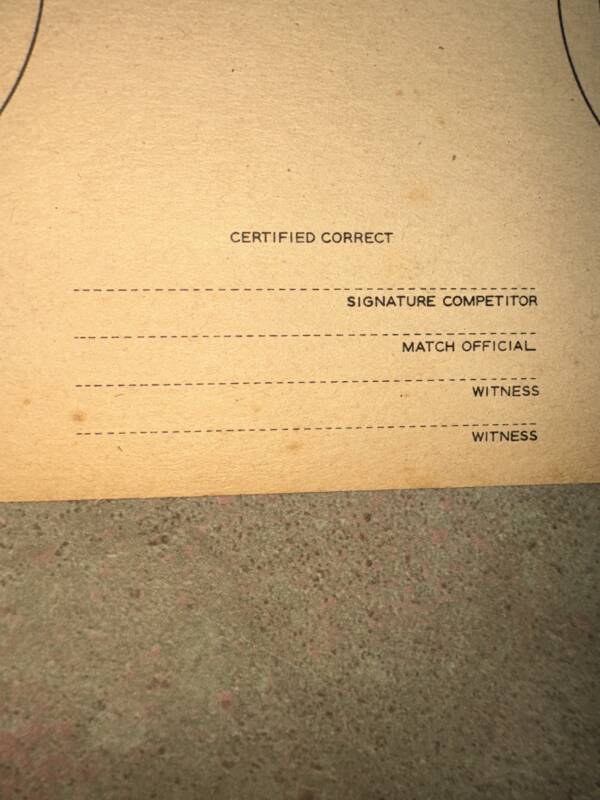 CERTIFIED CORRECT
SIGNATURE COMPETITOR
MATCH OFFICIAL
WITNESS
WITNESS